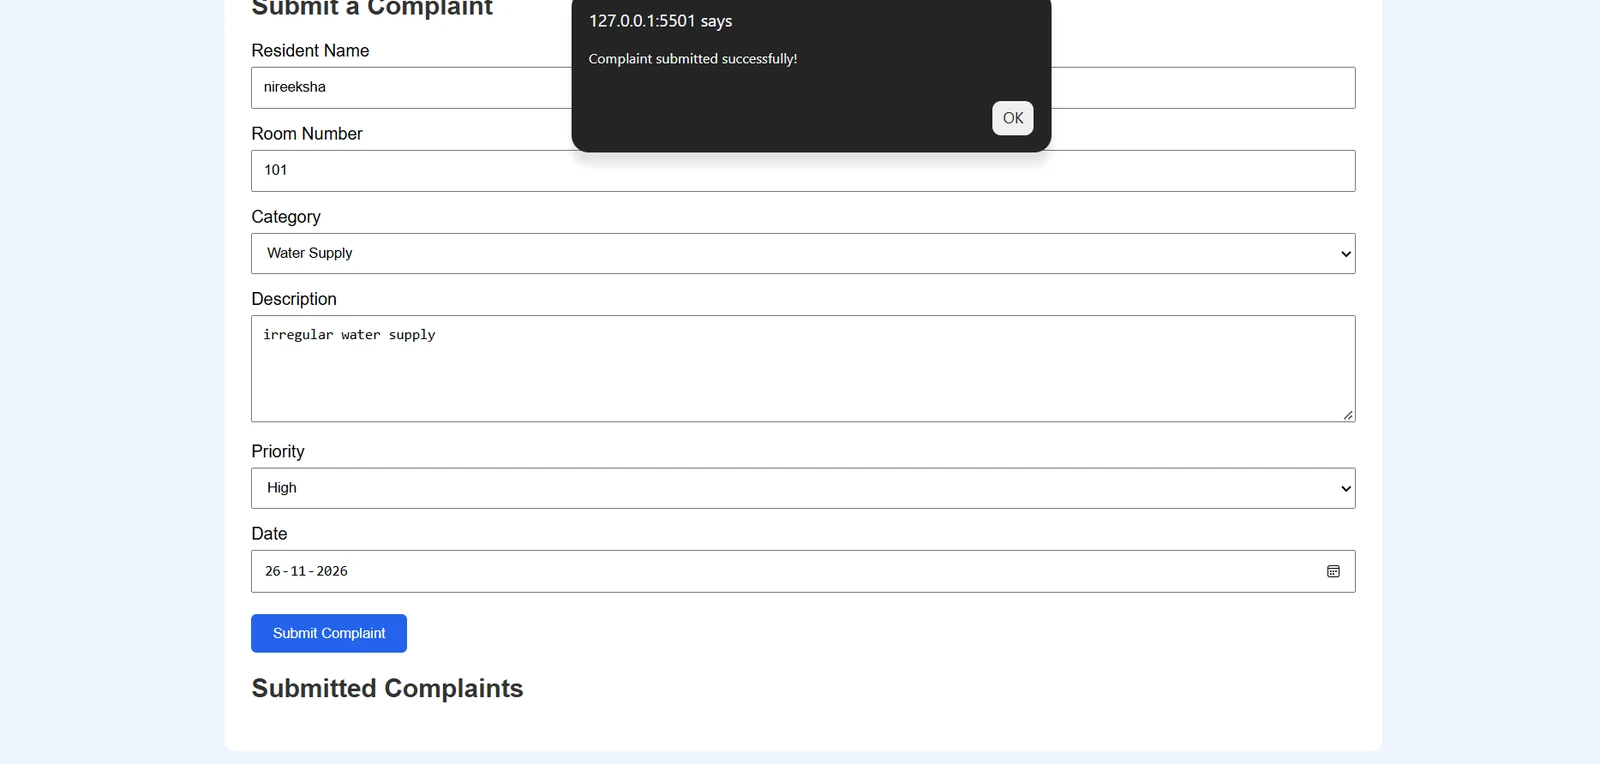 Submit a Complaint
127.0.0.1:5501 says
Complaint submitted successfully!
OK
Resident Name
nireeksha
Room Number
101
Category
Water Supply
Description
irregular water supply
Priority
High
Date
26-11-2026
Submit Complaint
Submitted Complaints